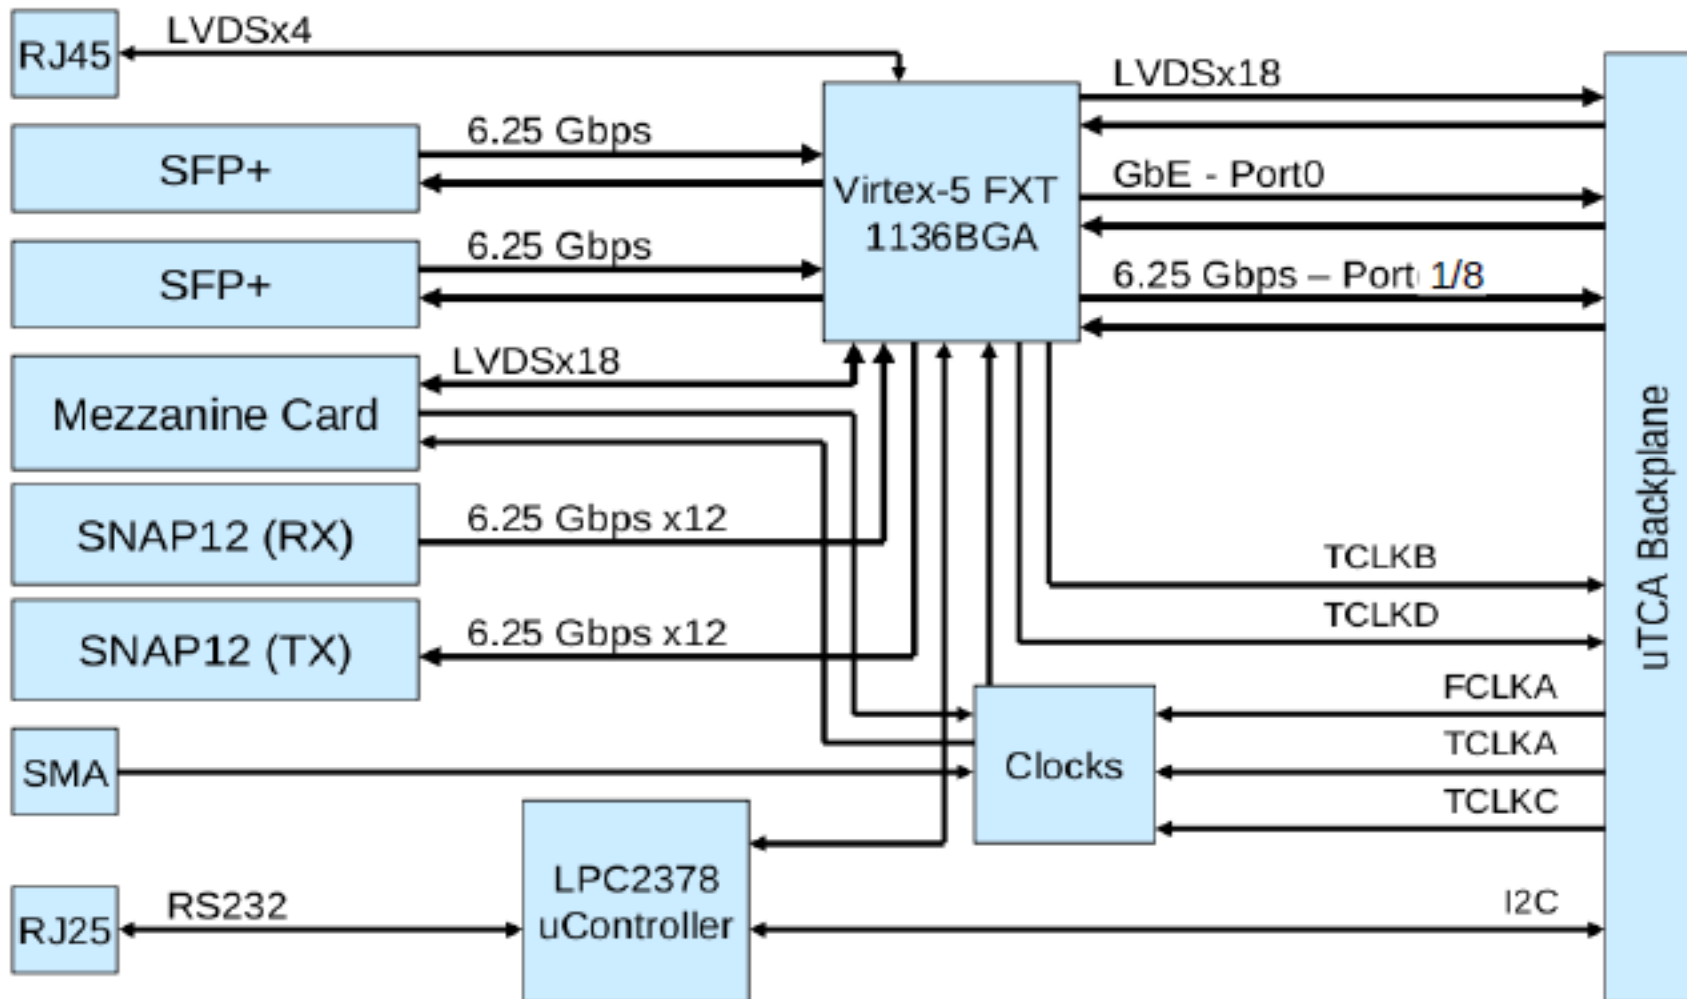 RJ45
LVDSx4
SFP+
6.25 Gbps
SFP+
6.25 Gbps
Mezzanine Card
LVDSx18
SNAP12 (RX)
6.25 Gbps x12
SNAP12 (TX)
6.25 Gbps x12
SMA
RJ25
RS232
LPC2378
uController
Virtex-5 FXT
1136BGA
Clocks
LVDSx18
GbE - Port0
6.25 Gbps – Port 1/8
TCLKB
TCLKD
FCLKA
TCLKA
TCLKC
I2C
uTCA Backplane